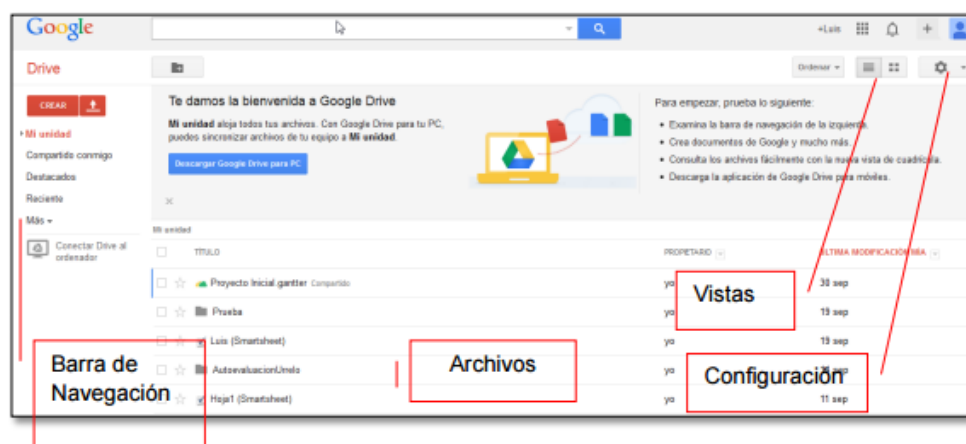 Google
+Luis
Drive
Ordenar
CREAR
Mi unidad
Compartido conmigo
Destacados
Reciente
Más
Conectar Drive al
ordenador
Te damos la bienvenida a Google Drive
Mi unidad aloja todos tus archivos. Con Google Drive para tu PC,
puedes sincronizar archivos de tu equipo a Mi unidad.
Descargar Google Drive para PC
Para empezar, prueba lo siguiente:
• Examina la barra de navegación de la izquierda.
• Crea documentos de Google y mucho más.
• Consulta los archivos fácilmente con la nueva vista de cuadrícula.
• Descarga la aplicación de Google Drive para móviles.
Mi unidad
TÍTULO PROPIETARIO ÚLTIMA MODIFICACIÓN MÍA
Proyecto Inicial.gantter Compartido yo 30 sep
Prueba yo 19 sep
Luis (Smartsheet) yo 19 sep
AutoevaluacionUmelo yo sep
Hoja1 (Smartsheet) yo 11 sep
Vistas
Archivos
Configuración
Barra de
Navegación